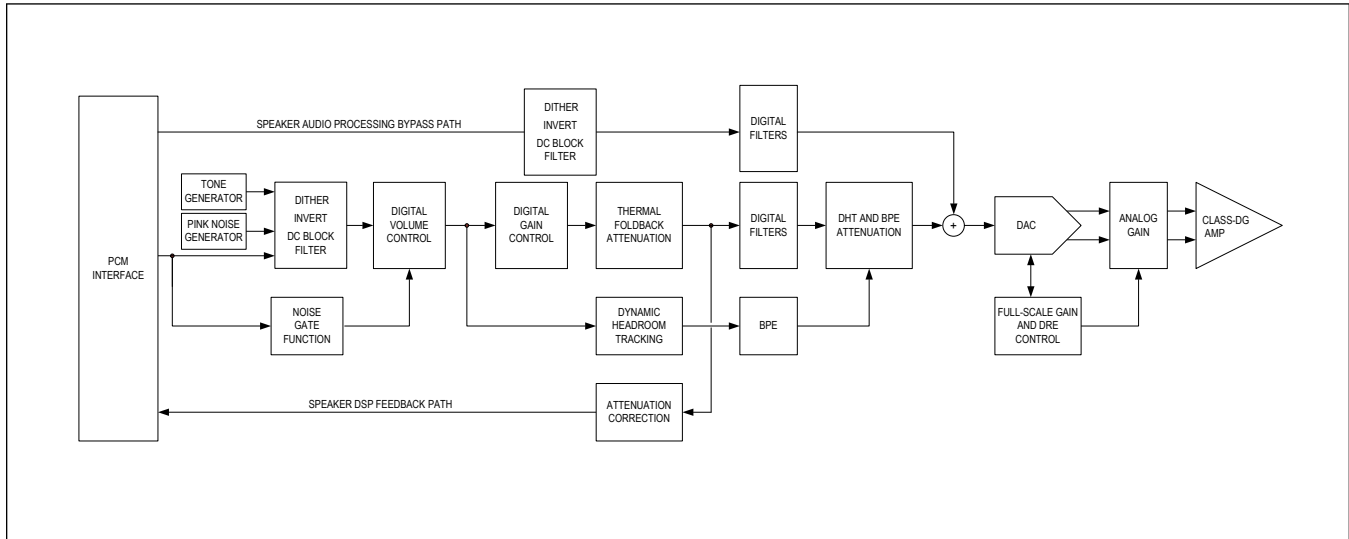 SPEAKER AUDIO PROCESSING BYPASS PATH
DITHER
INVERT
DC BLOCK
FILTER
DIGITAL
FILTERS
PCM
INTERFACE
TONE
GENERATOR
PINK NOISE
GENERATOR
DITHER
INVERT
DC BLOCK
FILTER
DIGITAL
VOLUME
CONTROL
DIGITAL
GAIN
CONTROL
THERMAL
FOLDBACK
ATTENUATION
DIGITAL
FILTERS
DHT AND BPE
ATTENUATION
+
DAC
ANALOG
GAIN
CLASS-DG
AMP
NOISE
GATE
FUNCTION
DYNAMIC
HEADROOM
TRACKING
BPE
FULL-SCALE GAIN
AND DRE
CONTROL
SPEAKER DSP FEEDBACK PATH
ATTENUATION
CORRECTION